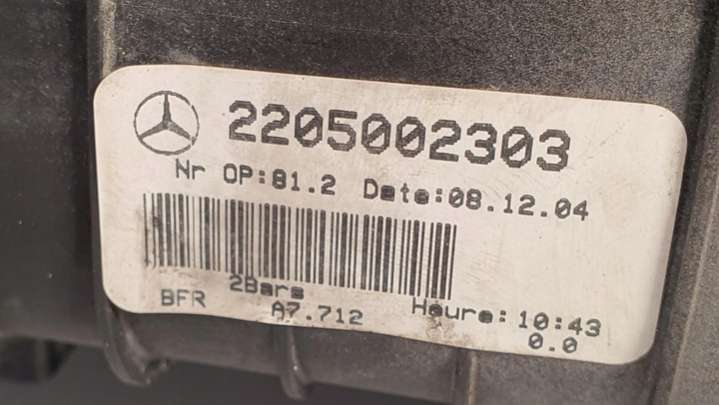 2205002303
Nr OP:81.2 Date:08.12.04
2Bars
BFR A7.712 Heure:10:43
0.0